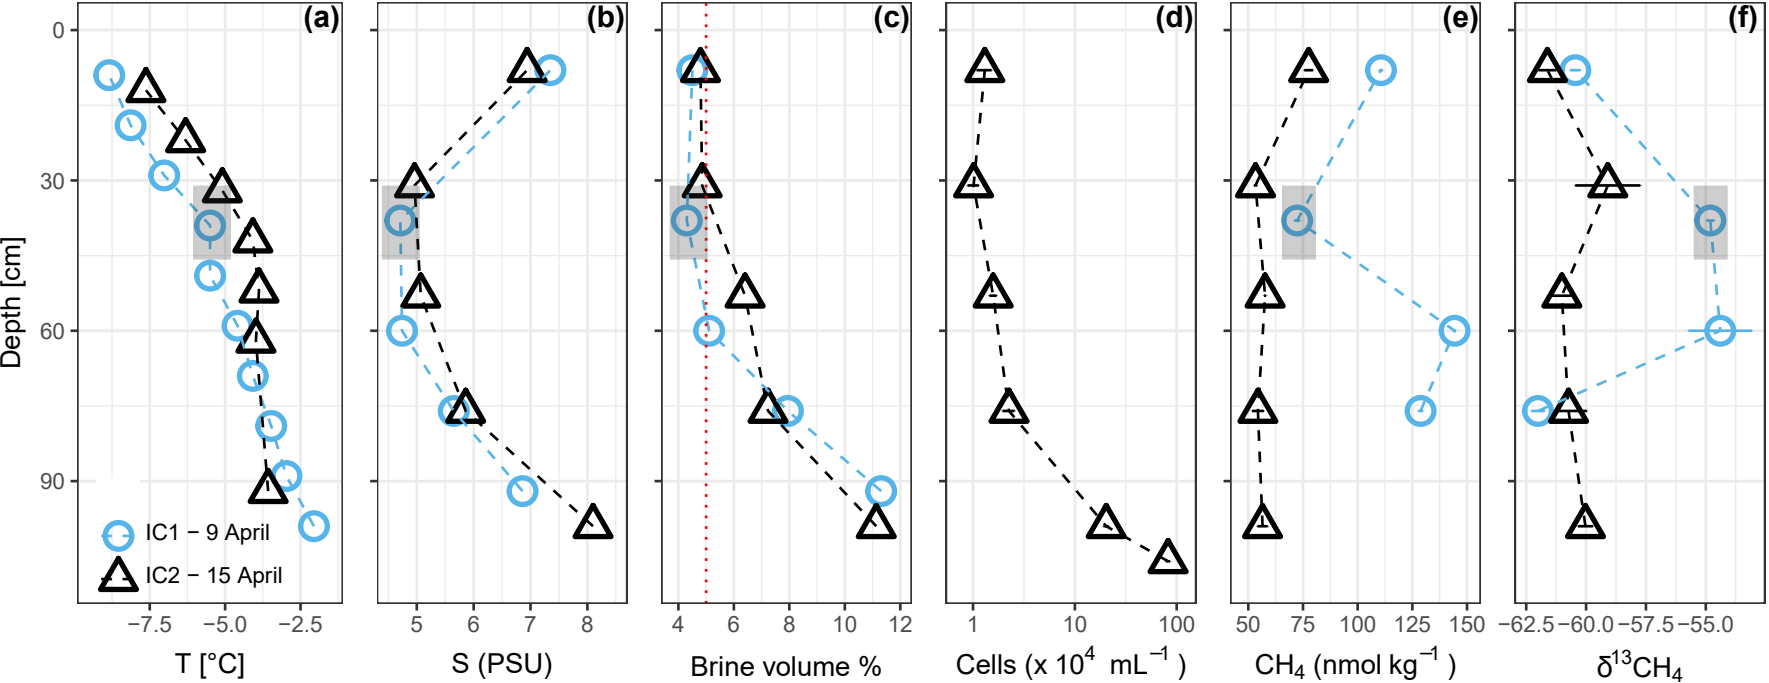 (a) (b) (c) (d) (e) (f)
0
30
60
90
Depth [cm]
IC1 − 9 April
IC2 − 15 April
−7.5 −5.0 −2.5
5 6 7 8
4 6 8 10 12
1 10 100
50 75 100 125 150
−62.5 −60.0 −57.5 −55.0
T [°C]
S (PSU)
Brine volume %
Cells (x 10⁴ mL⁻¹ )
CH₄ (nmol kg⁻¹ )
δ¹³CH₄